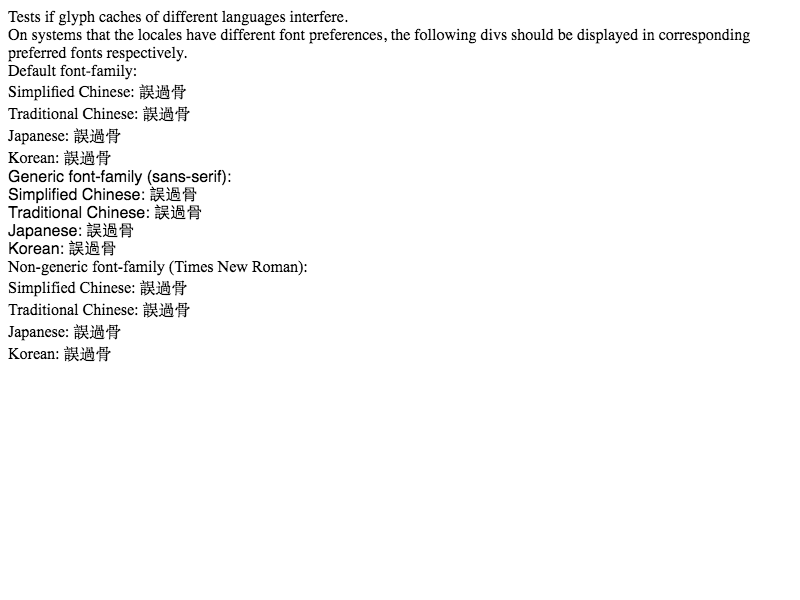 Tests if glyph caches of different languages interfere.
On systems that the locales have different font preferences, the following divs should be displayed in corresponding
preferred fonts respectively.
Default font-family:
Simplified Chinese: 誤過骨
Traditional Chinese: 誤過骨
Japanese: 誤過骨
Korean: 誤過骨
Generic font-family (sans-serif):
Simplified Chinese: 誤過骨
Traditional Chinese: 誤過骨
Japanese: 誤過骨
Korean: 誤過骨
Non-generic font-family (Times New Roman):
Simplified Chinese: 誤過骨
Traditional Chinese: 誤過骨
Japanese: 誤過骨
Korean: 誤過骨